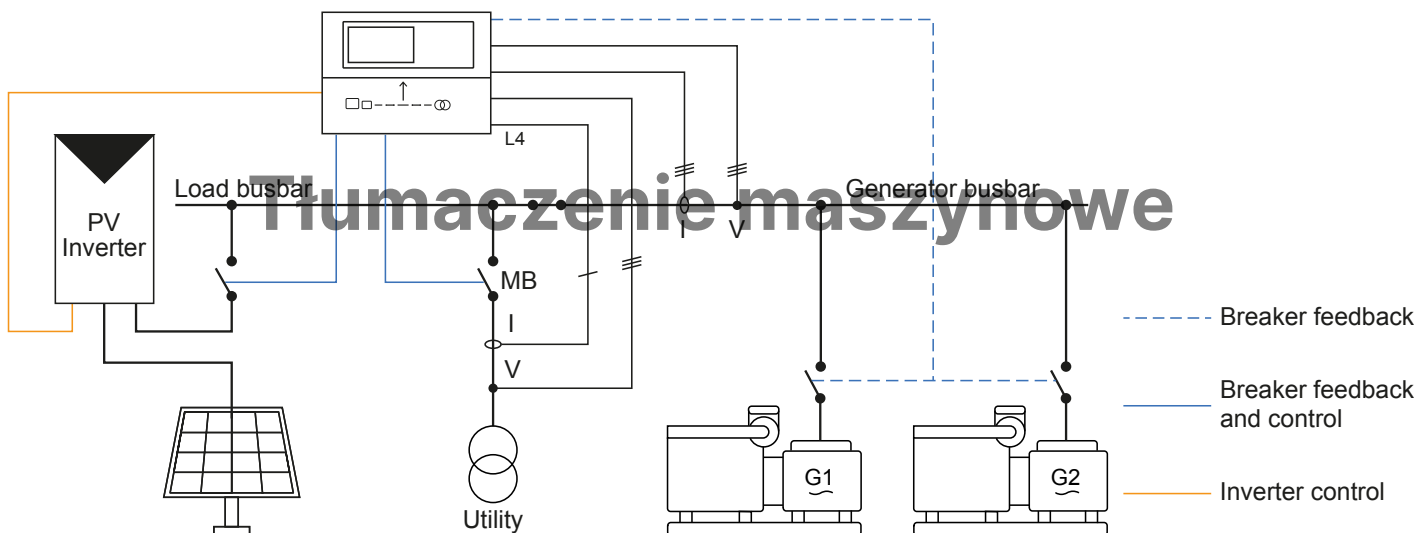 L4
Load busbar
Generator busbar
Tłumaczenie maszynowe
PV
Inverter
I
V
MB
I
V
Breaker feedback
Breaker feedback
and control
Inverter control
G1
G2
Utility